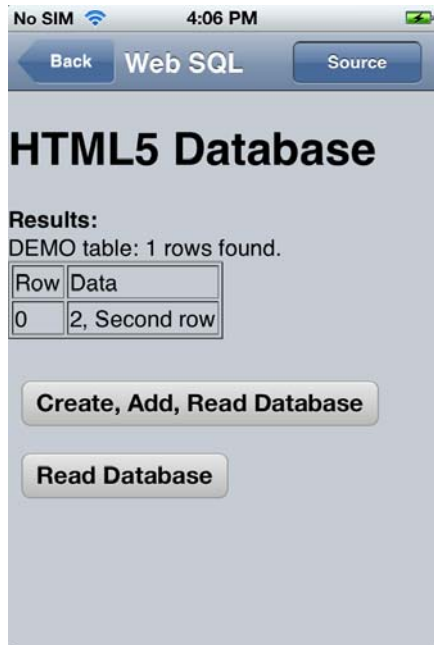 No SIM 4:06 PM
Back Web SQL Source
HTML5 Database
Results:
DEMO table: 1 rows found.
Row Data
0 2, Second row
Create, Add, Read Database
Read Database